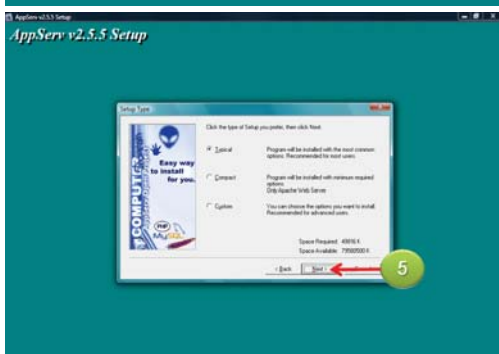 AppServ v2.5.5 Setup
AppServ v2.5.5 Setup
Setup Type
Click the type of Setup you prefer, then click Next.
Typical
Program will be installed with the most common
options. Recommended for most users.
Compact
Program will be installed with minimum required
options
Only Apache Web Server
Custom
You can choose the options you want to install.
Recommended for advanced users.
Easy way
to install
for you.
COMPUTER
PHP
MySQL
Space Required:
Space Available:
< Back
Next >
5